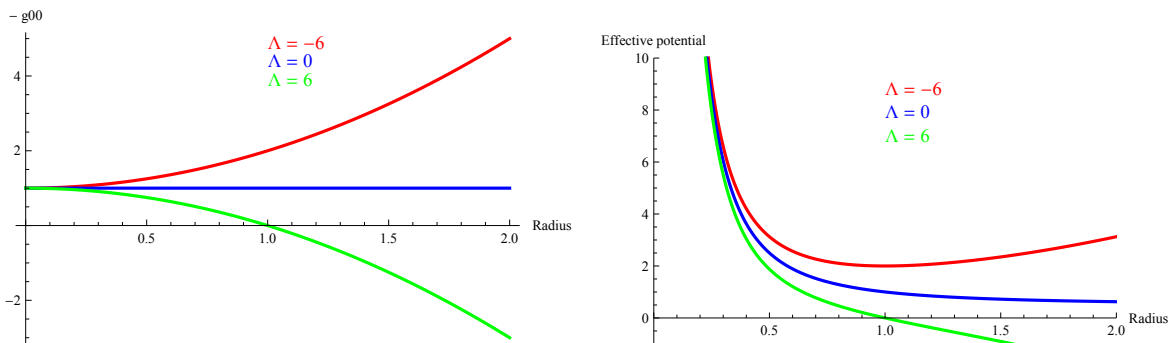 - g00
Λ = -6
Λ = 0
Λ = 6
4
2
-2
0.5 1.0 1.5 2.0
Radius
Effective potential
Λ = -6
Λ = 0
Λ = 6
10
8
6
4
2
0
0.5 1.0 1.5 2.0
Radius